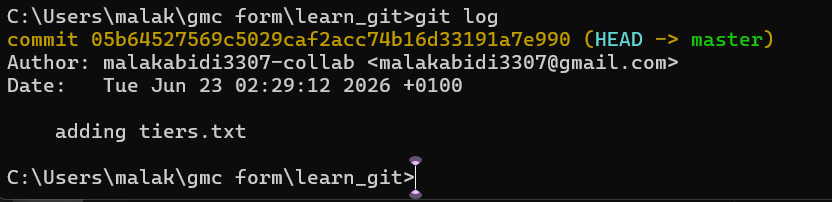 C:\Users\malak\gmc form\learn_git>git log
commit 05b64527569c5029caf2acc74b16d33191a7e990 (HEAD -> master)
Author: malakabidi3307-collab <malakabidi3307@gmail.com>
Date:   Tue Jun 23 02:29:12 2026 +0100
    adding tiers.txt
C:\Users\malak\gmc form\learn_git>